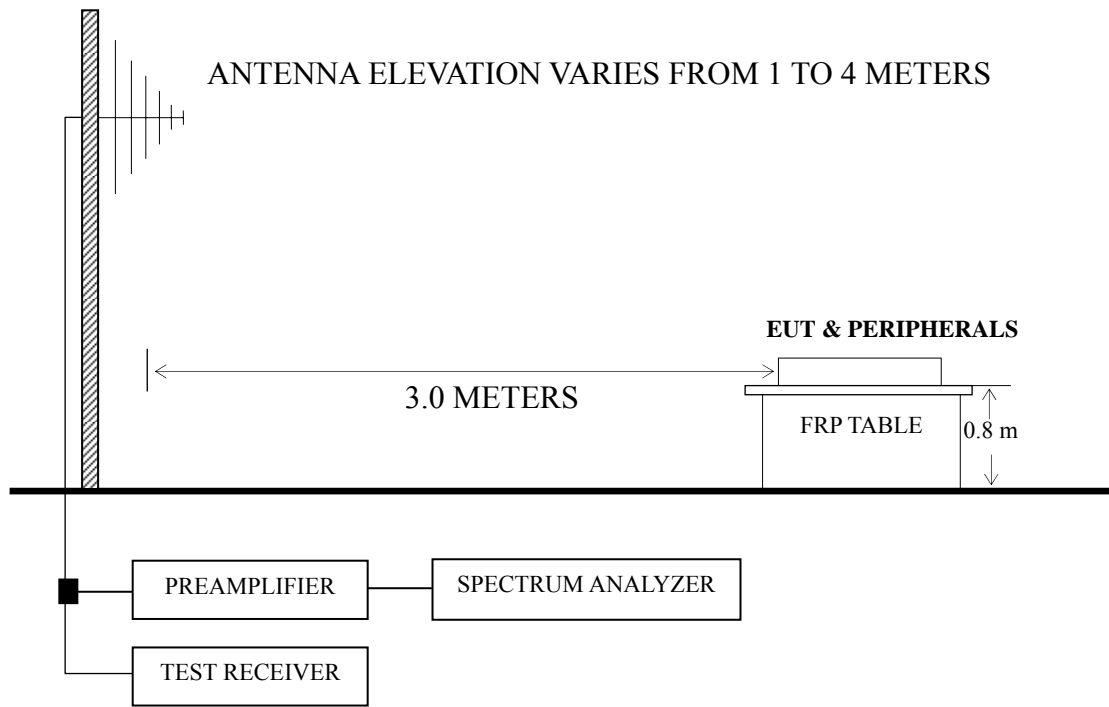 ANTENNA ELEVATION VARIES FROM 1 TO 4 METERS
EUT & PERIPHERALS
3.0 METERS
FRP TABLE
0.8 m
PREAMPLIFIER
SPECTRUM ANALYZER
TEST RECEIVER